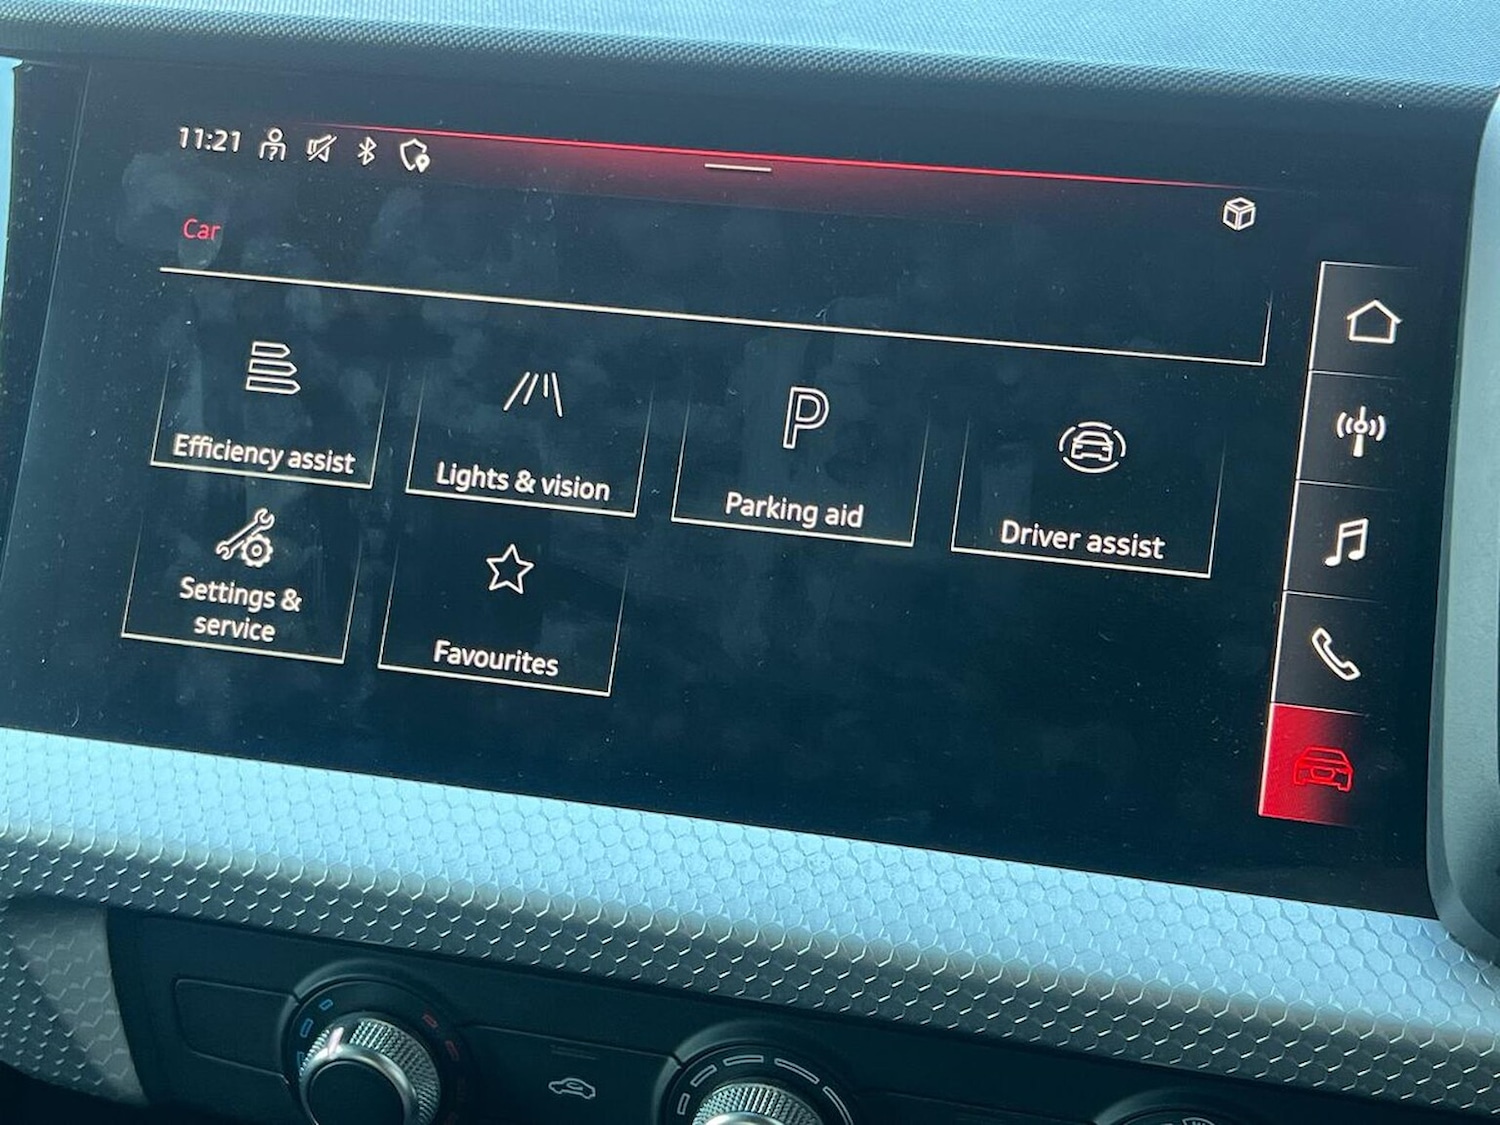 11:21
Car
Efficiency assist
Lights & vision
P
Parking aid
Driver assist
Settings &
service
Favourites